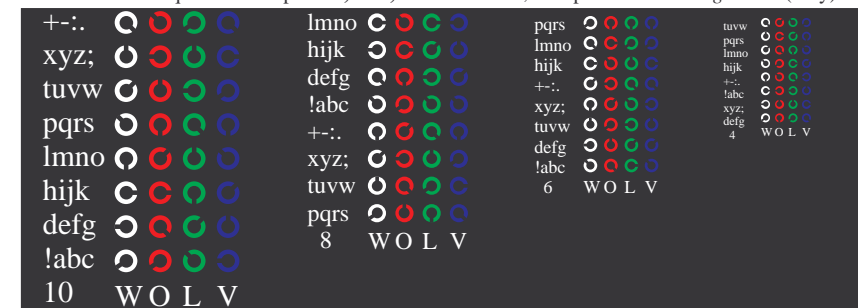 +-:.
xyz;
tuvw
pqrs
lmno
hijk
defg
!abc
10 W O L V
lmno
hijk
defg
!abc
+-:.
xyz;
tuvw
pqrs
8 W O L V
pqrs
lmno
hijk
+-:.
xyz;
tuvw
defg
!abc
6 W O L V
tuvw
pqrs
lmno
hijk
+-:.
!abc
xyz;
defg
4 W O L V